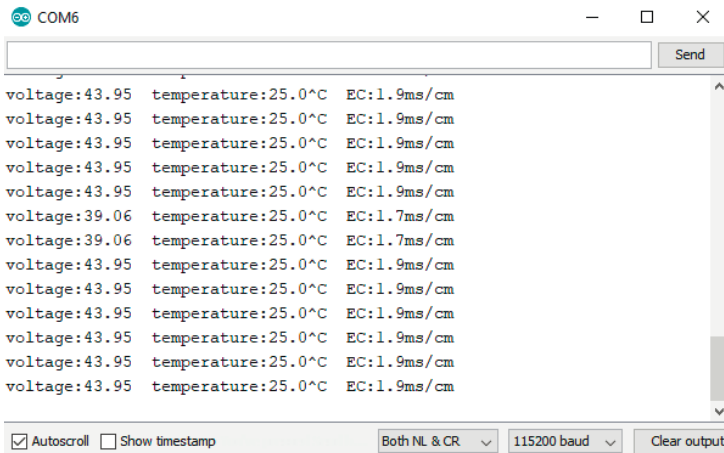 COM6
Send
voltage:43.95 temperature:25.0^C EC:1.9ms/cm
voltage:43.95 temperature:25.0^C EC:1.9ms/cm
voltage:43.95 temperature:25.0^C EC:1.9ms/cm
voltage:43.95 temperature:25.0^C EC:1.9ms/cm
voltage:43.95 temperature:25.0^C EC:1.9ms/cm
voltage:39.06 temperature:25.0^C EC:1.7ms/cm
voltage:39.06 temperature:25.0^C EC:1.7ms/cm
voltage:43.95 temperature:25.0^C EC:1.9ms/cm
voltage:43.95 temperature:25.0^C EC:1.9ms/cm
voltage:43.95 temperature:25.0^C EC:1.9ms/cm
voltage:43.95 temperature:25.0^C EC:1.9ms/cm
voltage:43.95 temperature:25.0^C EC:1.9ms/cm
voltage:43.95 temperature:25.0^C EC:1.9ms/cm
Autoscroll Show timestamp Both NL & CR 115200 baud Clear output